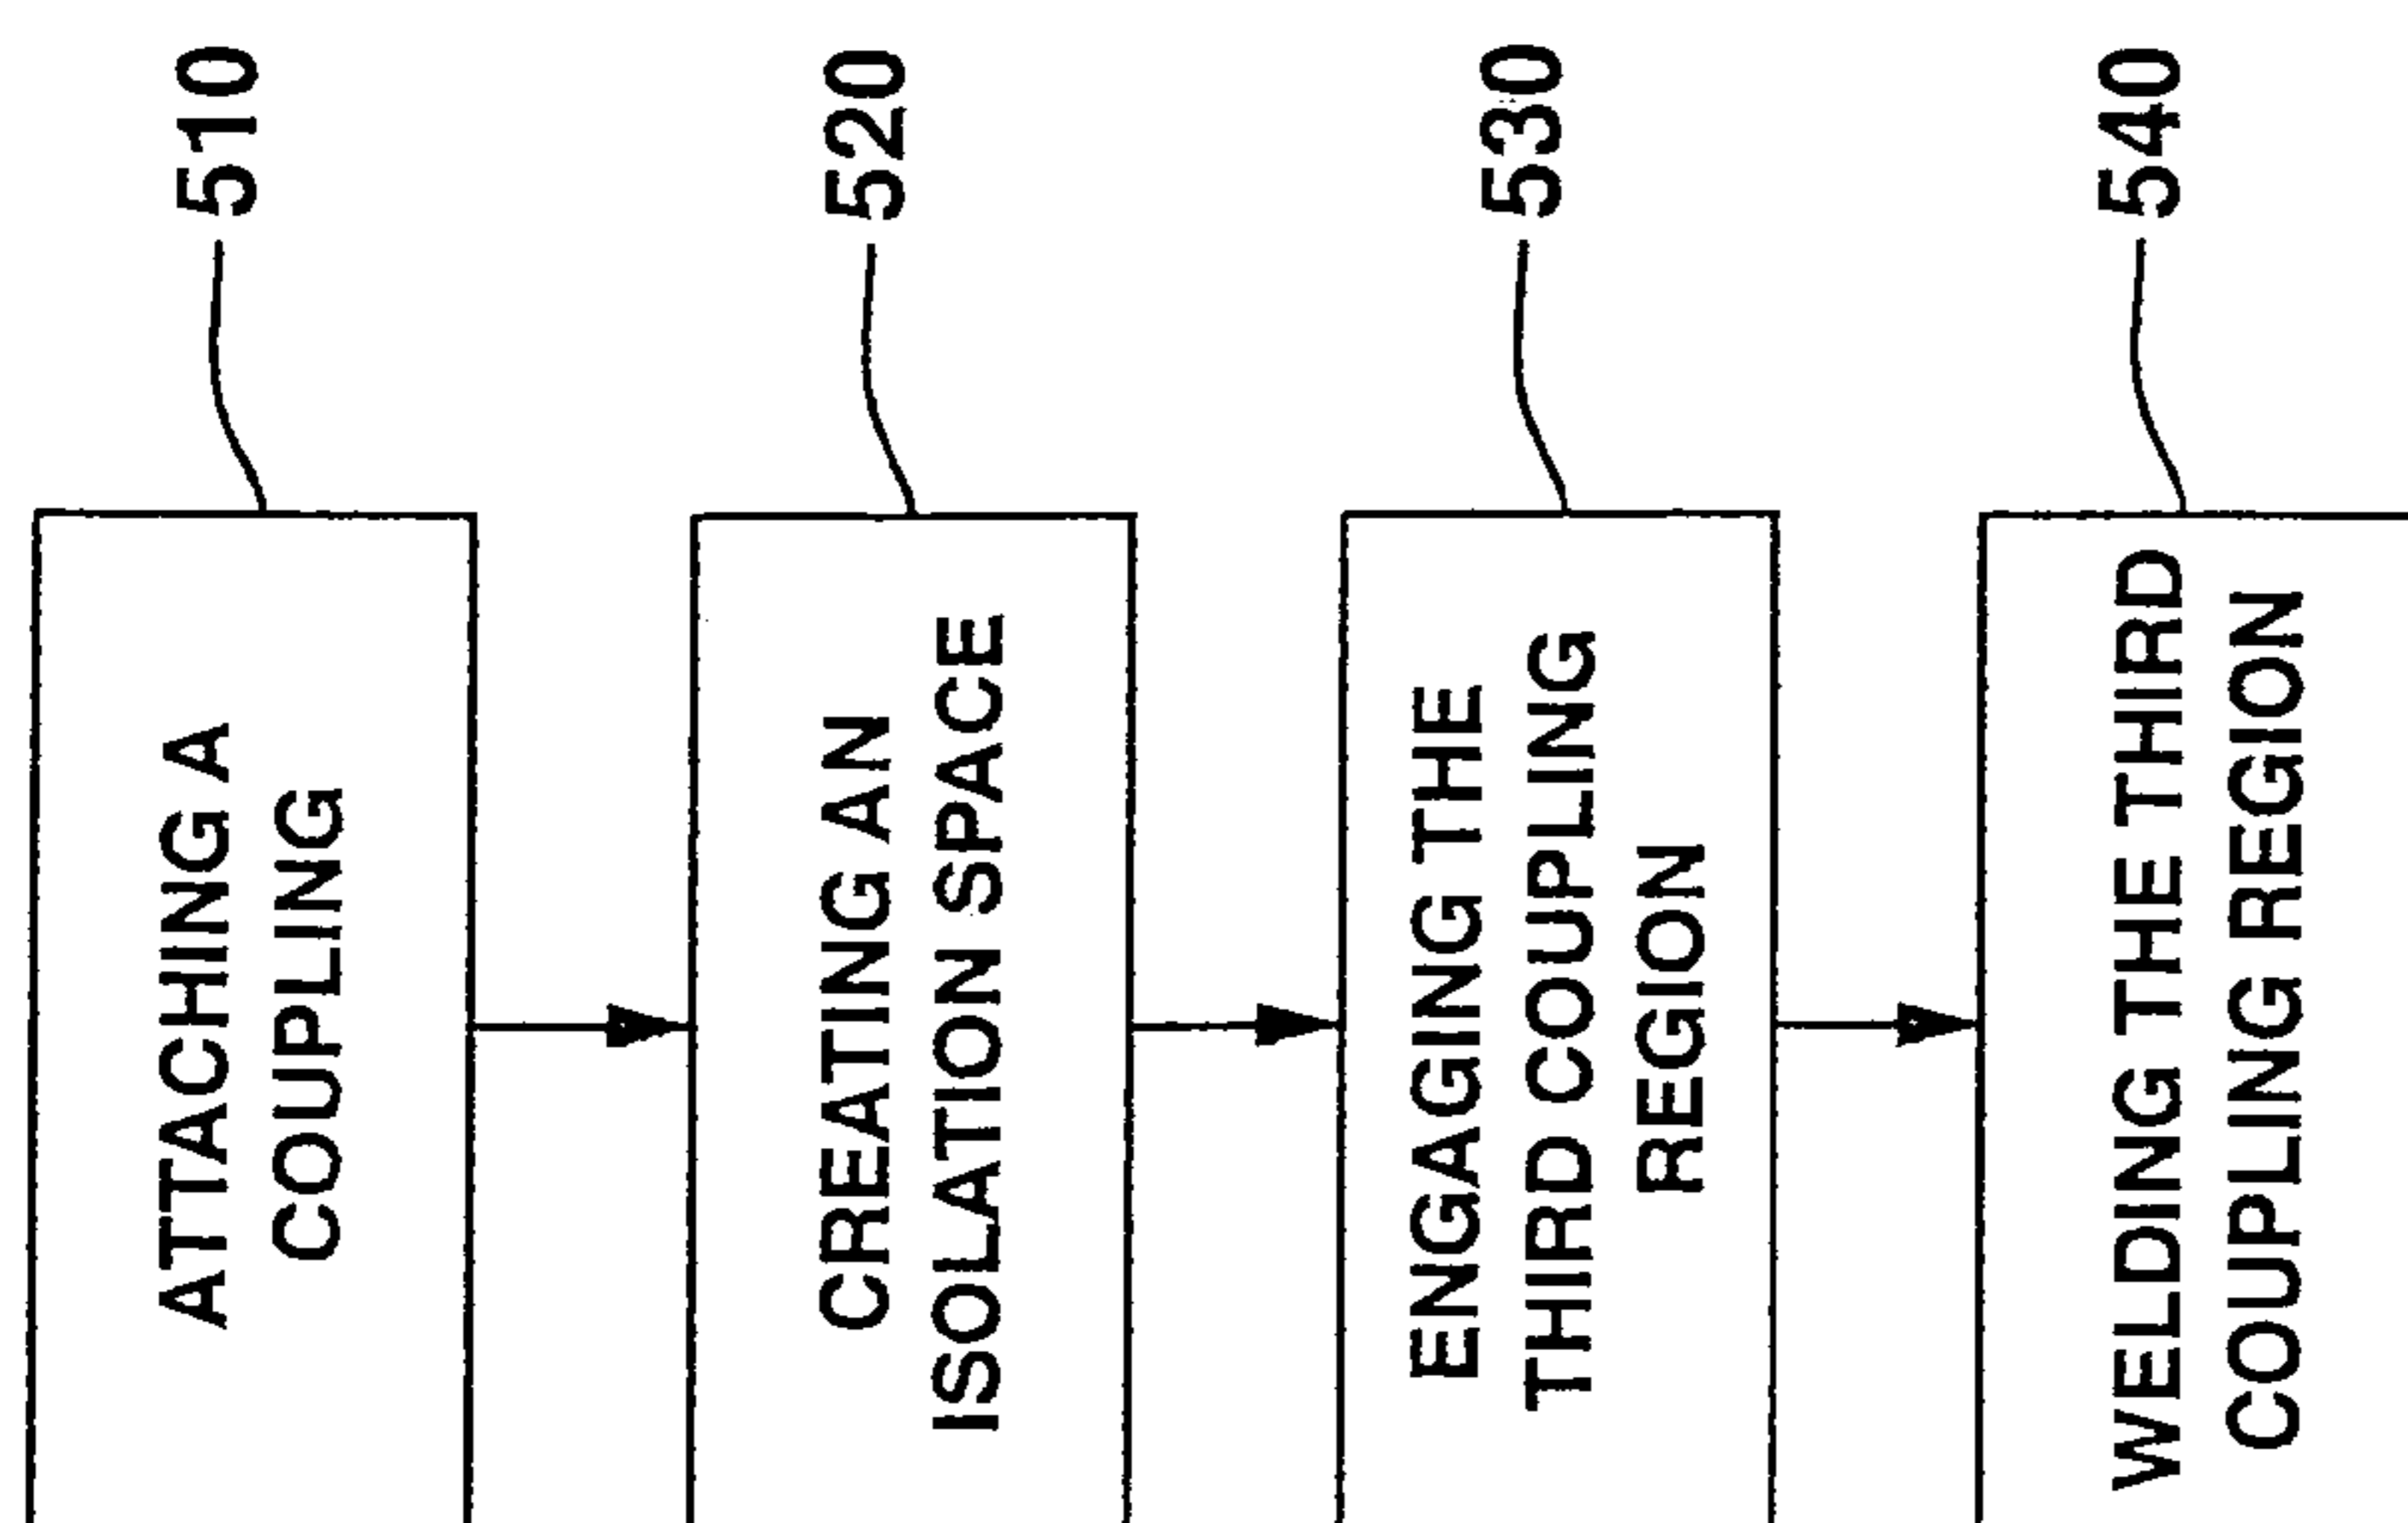 ATTACHING A
COUPLING
510
CREATING AN
ISOLATION SPACE
520
ENGAGING THE
THIRD COUPLING
REGION
530
WELDING THE THIRD
COUPLING REGION
540